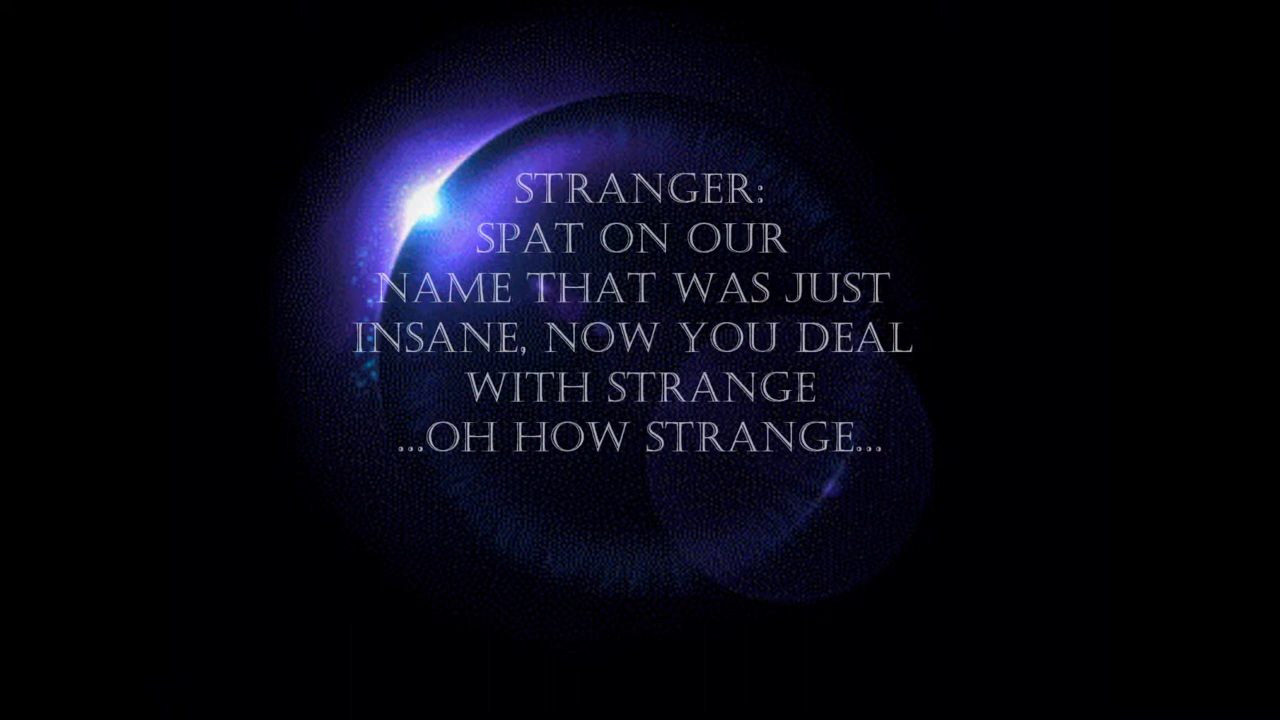 STRANGER:
SPAT ON OUR
NAME THAT WAS JUST
INSANE, NOW YOU DEAL
WITH STRANGE
...OH HOW STRANGE...